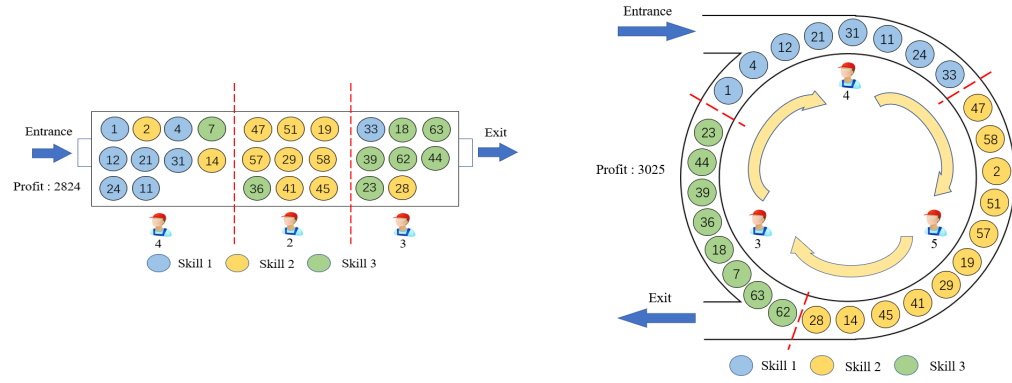 Entrance
Exit
Profit : 2824
1 2 4 7
12 21 31 14
24 11
47 51 19
57 29 58
36 41 45
33 18 63
39 62 44
23 28
4
2
3
Skill 1
Skill 2
Skill 3
Entrance
Exit
Profit : 3025
1
4
12
21
31
11
24
33
47
58
2
51
57
19
29
41
45
14
28
62
63
7
18
36
39
44
23
4
5
3
Skill 1
Skill 2
Skill 3